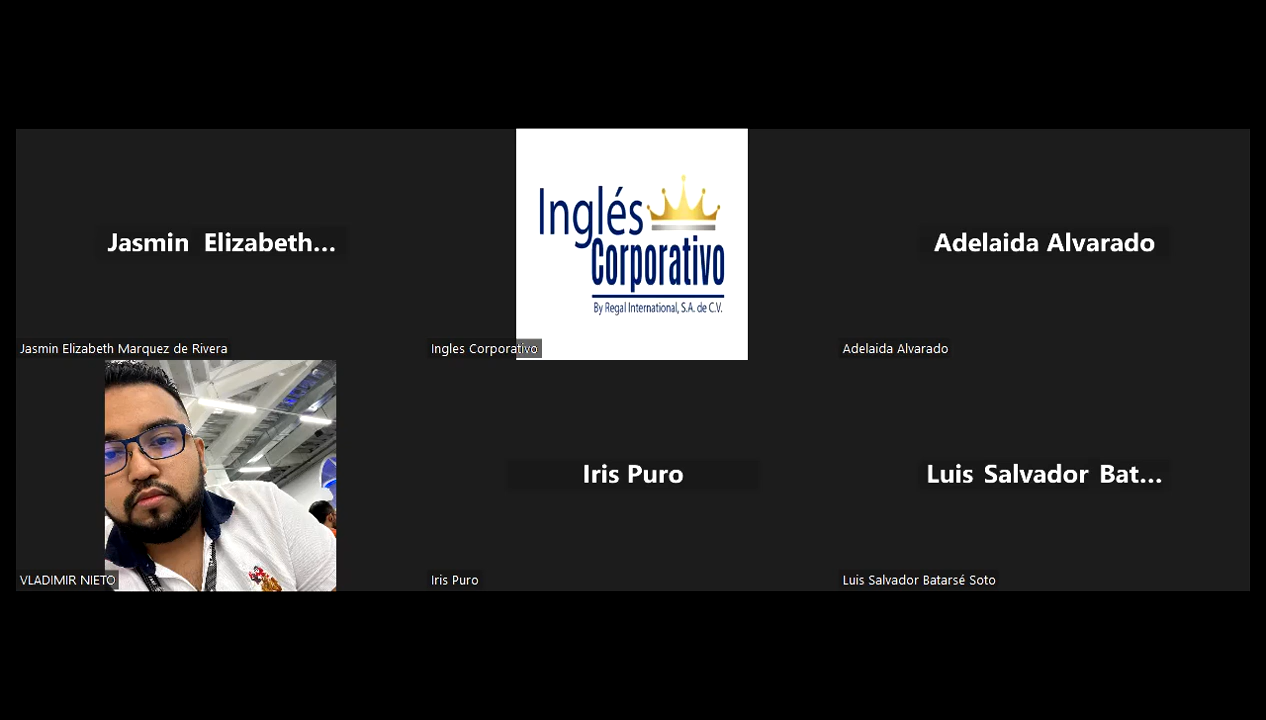 Jasmin Elizabeth...
Inglés
Corporativo
By Regal International, S.A. de C.V.
Adelaida Alvarado
Jasmin Elizabeth Marquez de Rivera
Ingles Corporativo
Adelaida Alvarado
Iris Puro
Luis Salvador Bat...
VLADIMIR NIETO
Iris Puro
Luis Salvador Batarsé Soto